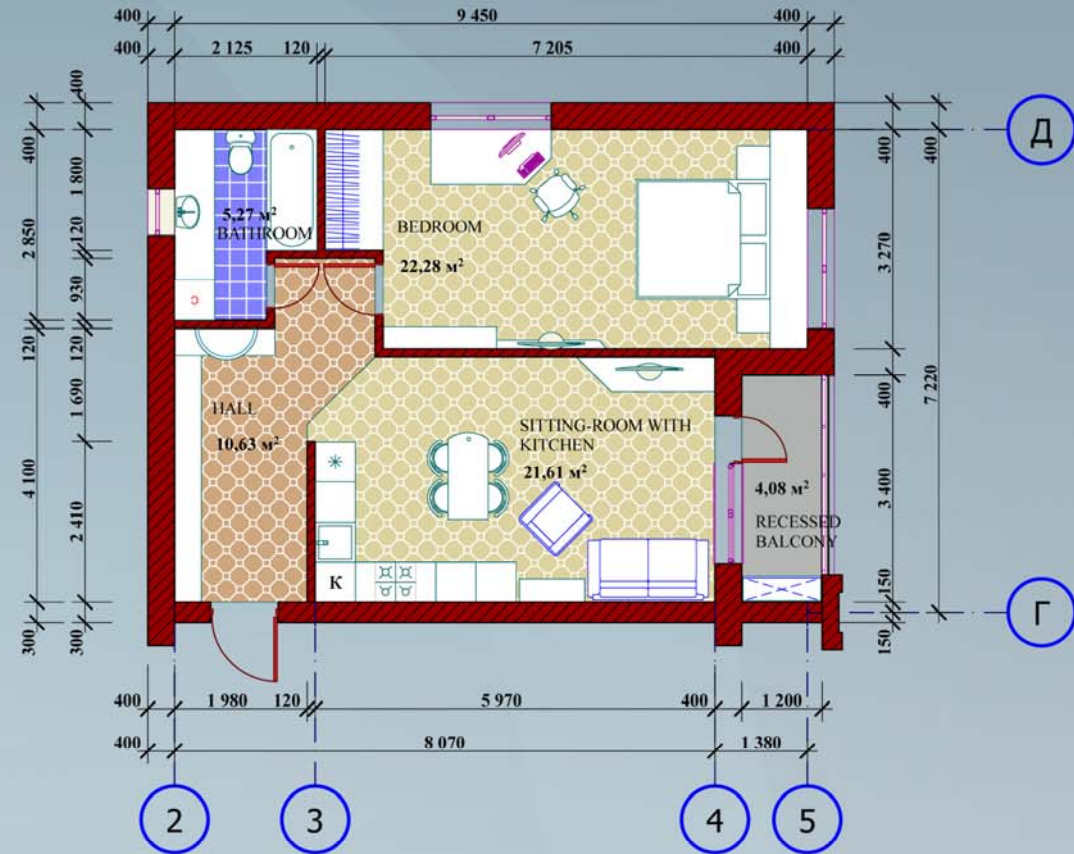 400
9 450
400
400
2 125
120
7 205
400
400
400
1 800
2 850
120
930
120
120
1 690
4 100
2 410
300
300
5,27 м²
BATHROOM
BEDROOM
22,28 м²
C
HALL
10,63 м²
SITTING-ROOM WITH
KITCHEN
21,61 м²
K
4,08 м²
RECESSED
BALCONY
400
400
3 270
7 220
400
3 400
150
150
Д
Г
400
1 980
120
5 970
400
1 200
400
8 070
1 380
2
3
4
5